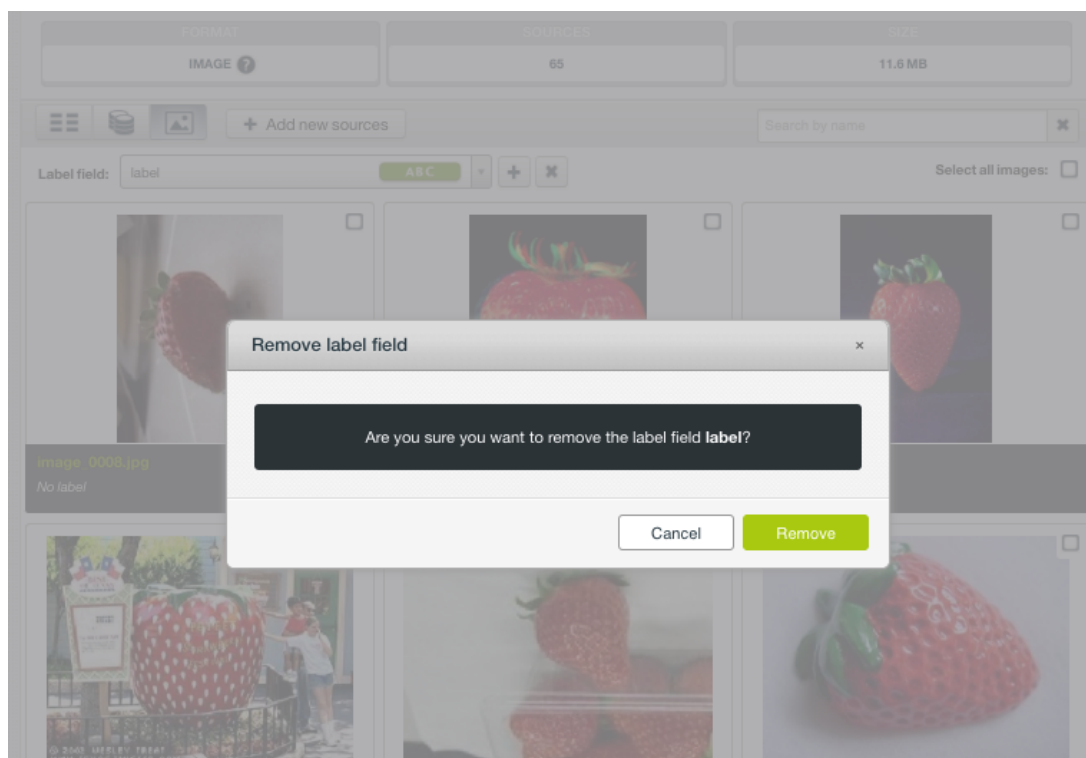 FORMAT
SOURCES
SIZE
IMAGE ?
65
11.6 MB
+ Add new sources
Search by name
Label field:
label
ABC
Select all images:
Remove label field
×
Are you sure you want to remove the label field label?
image_0008.jpg
No label
Cancel
Remove